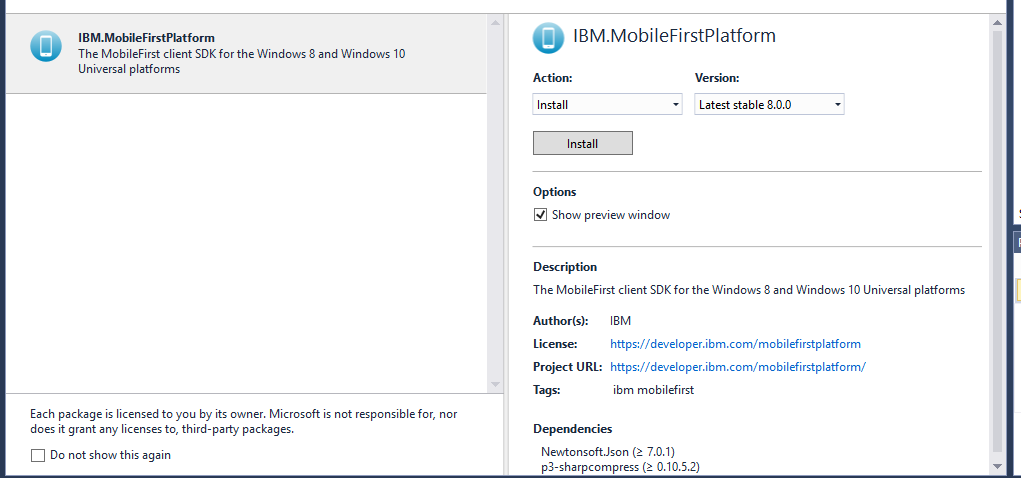 IBM.MobileFirstPlatform
The MobileFirst client SDK for the Windows 8 and Windows 10
Universal platforms
Each package is licensed to you by its owner. Microsoft is not responsible for, nor
does it grant any licenses to, third-party packages.
Do not show this again
IBM.MobileFirstPlatform
Action: Version:
Install Latest stable 8.0.0
Install
Options
Show preview window
Description
The MobileFirst client SDK for the Windows 8 and Windows 10 Universal platforms
Author(s): IBM
License: https://developer.ibm.com/mobilefirstplatform
Project URL: https://developer.ibm.com/mobilefirstplatform/
Tags: ibm mobilefirst
Dependencies
Newtonsoft.Json (≥ 7.0.1)
p3-sharpcompress (≥ 0.10.5.2)